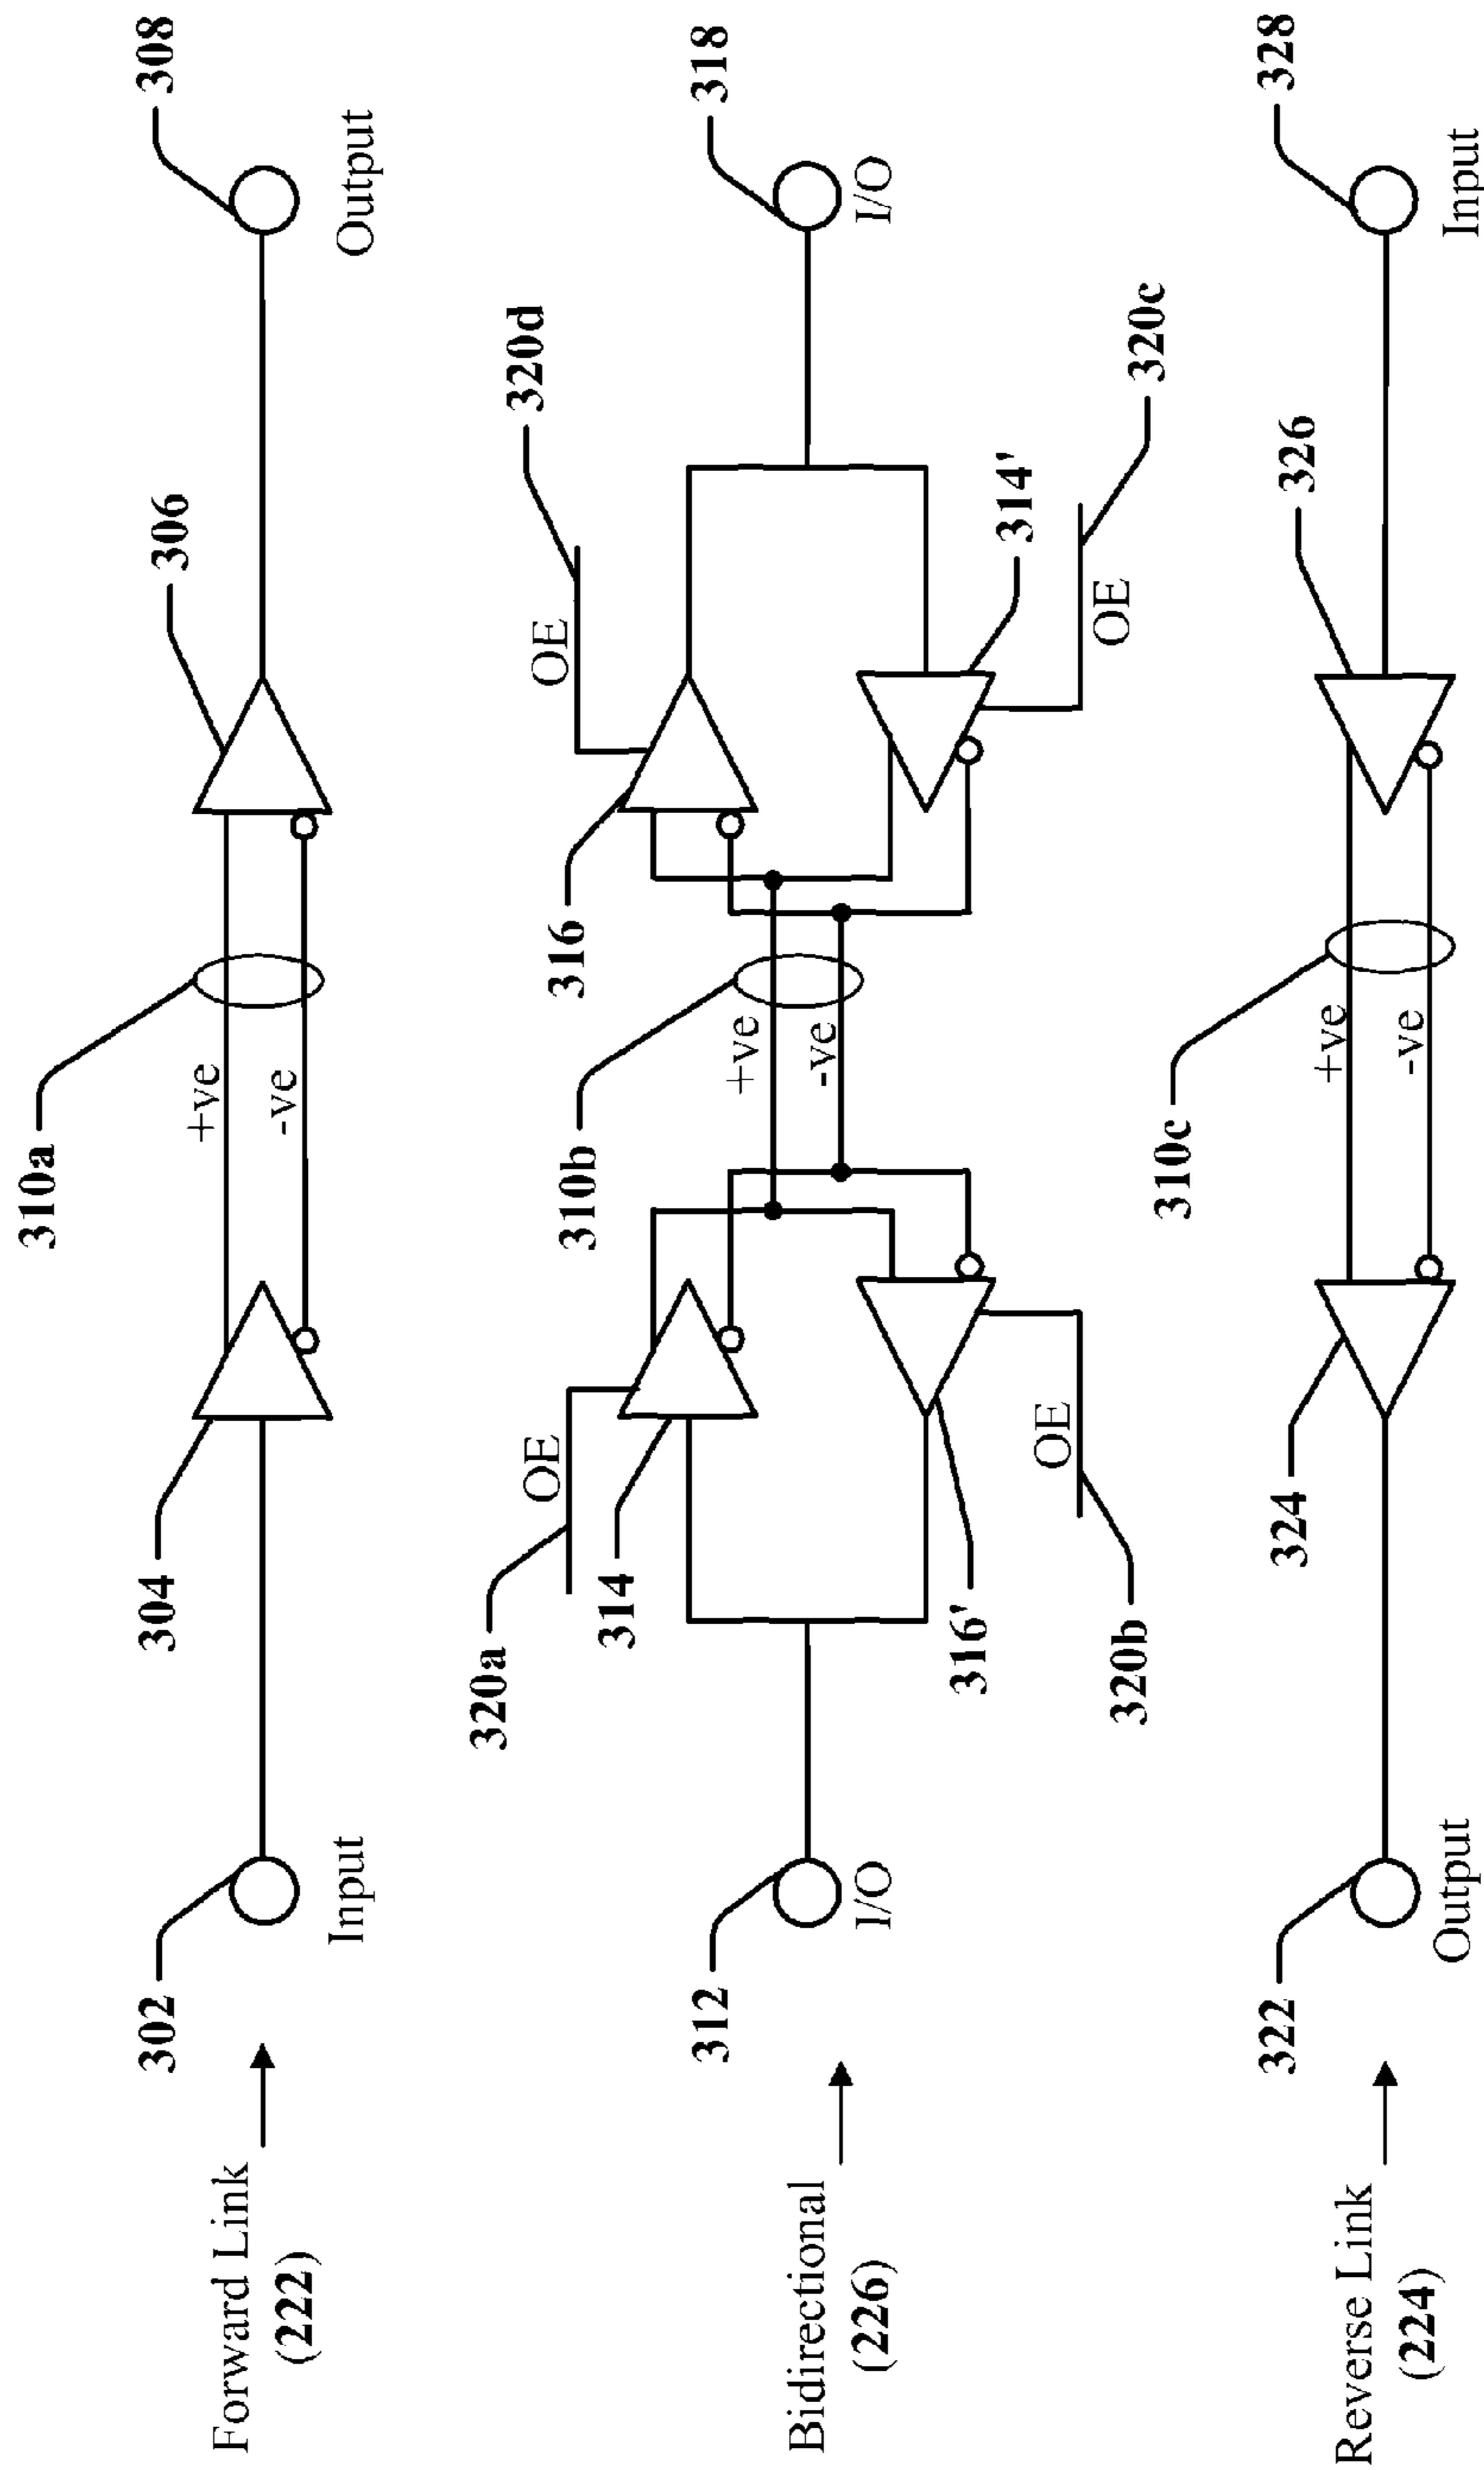 302
304
310a
306
308
Forward Link
(222)
+ve
-ve
Input
Output
320a
OE
314
310b
316
OE
320d
312
318
Bidirectional
(226)
+ve
-ve
I/O
I/O
316'
314'
320b
OE
OE
320c
322
324
310c
326
328
Reverse Link
(224)
+ve
-ve
Output
Input